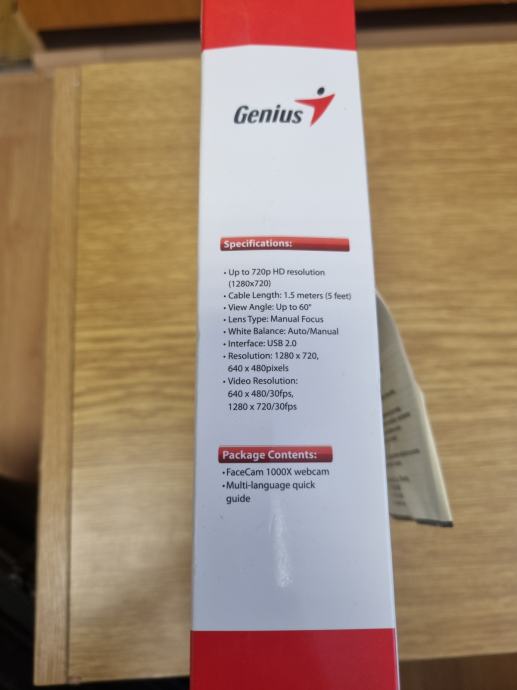 Genius
Specifications:
• Up to 720p HD resolution
(1280x720)
• Cable Length: 1.5 meters (5 feet)
• View Angle: Up to 60°
• Lens Type: Manual Focus
• White Balance: Auto/Manual
• Interface: USB 2.0
• Resolution: 1280 x 720,
640 x 480pixels
• Video Resolution:
640 x 480/30fps,
1280 x 720/30fps
Package Contents:
• FaceCam 1000X webcam
• Multi-language quick
guide